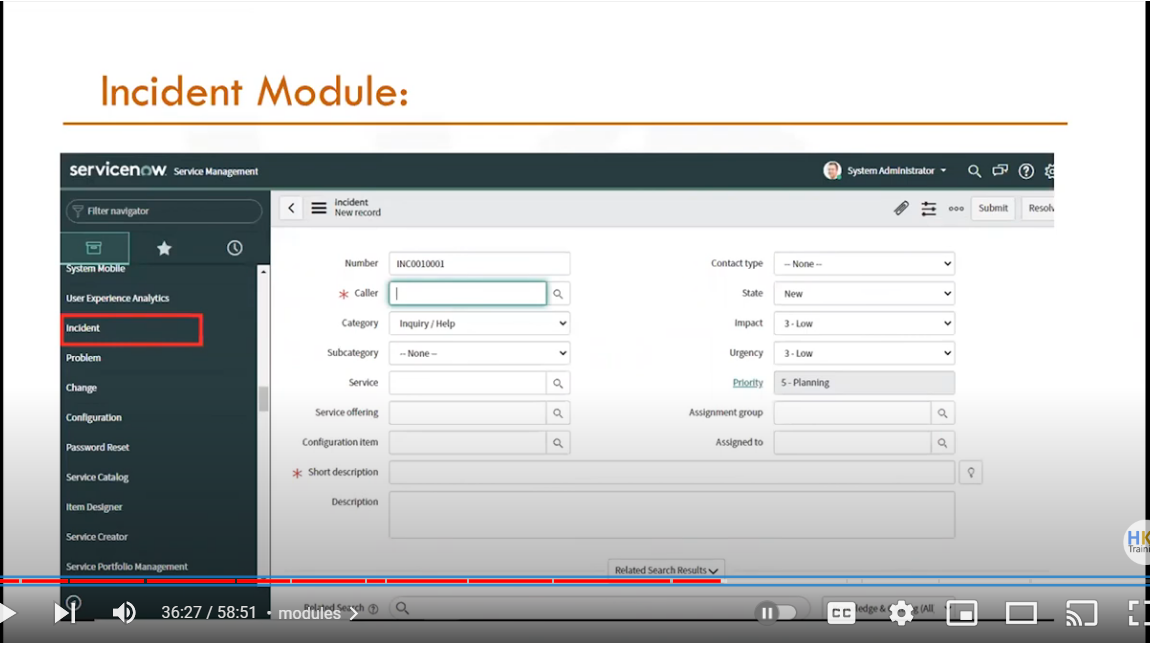 Incident Module:
servicenow Service Management
System Administrator
Filter navigator
Incident
New record
Submit
Resolv
System Mobile
User Experience Analytics
Incident
Problem
Change
Configuration
Password Reset
Service Catalog
Item Designer
Service Creator
Service Portfolio Management
Number INC0010001
Contact type -- None --
Caller
State New
Category Inquiry / Help
Impact 3 - Low
Subcategory -- None --
Urgency 3 - Low
Service
Priority 5 - Planning
Service offering
Assignment group
Configuration item
Assigned to
Short description
Description
Related Search Results
Related Search
(All)
HK
Traini
36:27 / 58:51 • modules
CC